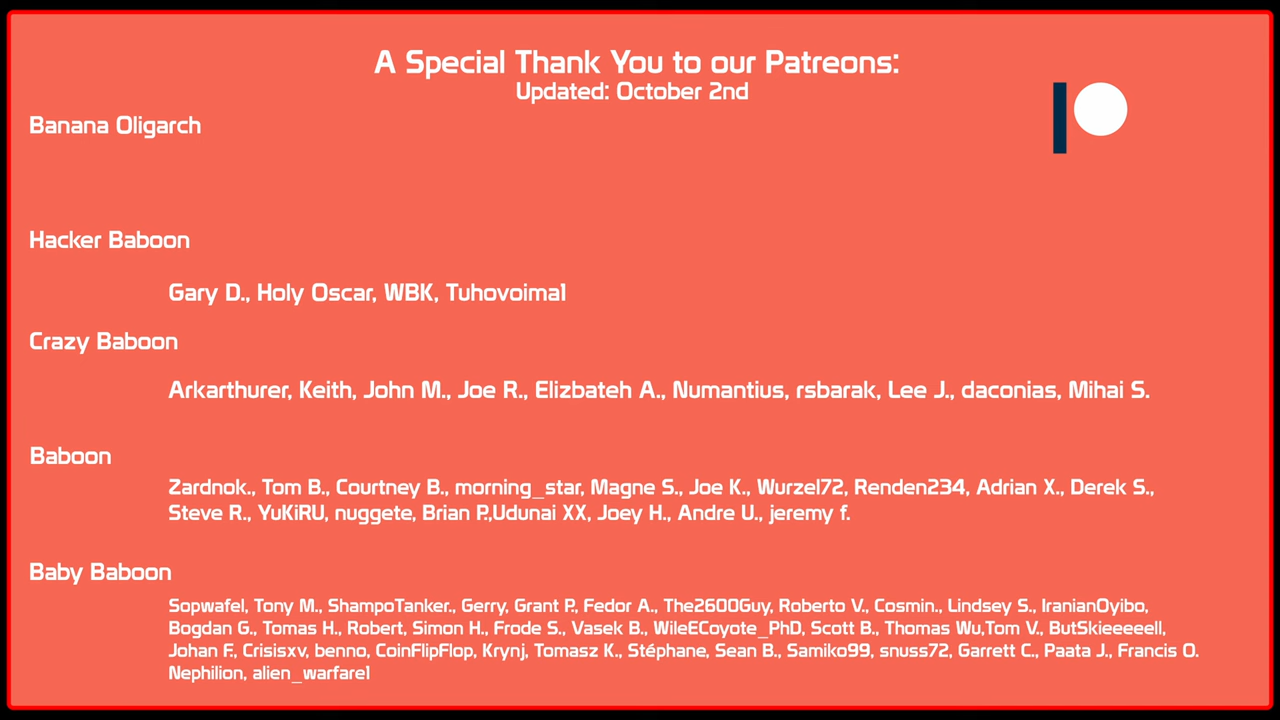 A Special Thank You to our Patreons:
Updated: October 2nd
Banana Oligarch
Hacker Baboon
Gary D., Holy Oscar, WBK, Tuhovoima1
Crazy Baboon
Arkarthurer, Keith, John M., Joe R., Elizbateh A., Numantius, rsbarak, Lee J., daconias, Mihai S.
Baboon
Zardnok., Tom B., Courtney B., morning_star, Magne S., Joe K., Wurzel72, Renden234, Adrian X., Derek S.,
Steve R., YuKiRU, nuggete, Brian P.,Udunai XX, Joey H., Andre U., jeremy f.
Baby Baboon
Sopwafel, Tony M., ShampoTanker., Gerry, Grant P., Fedor A., The2600Guy, Roberto V., Cosmin., Lindsey S., IranianOyibo,
Bogdan G., Tomas H., Robert, Simon H., Frode S., Vasek B., WileECoyote_PhD, Scott B., Thomas Wu,Tom V., ButSkieeeeell,
Johan F., Crisisxv, benno, CoinFlipFlop, Krynj, Tomasz K., Stéphane, Sean B., Samiko99, snuss72, Garrett C., Paata J., Francis O.
Nephilion, alien_warfare1